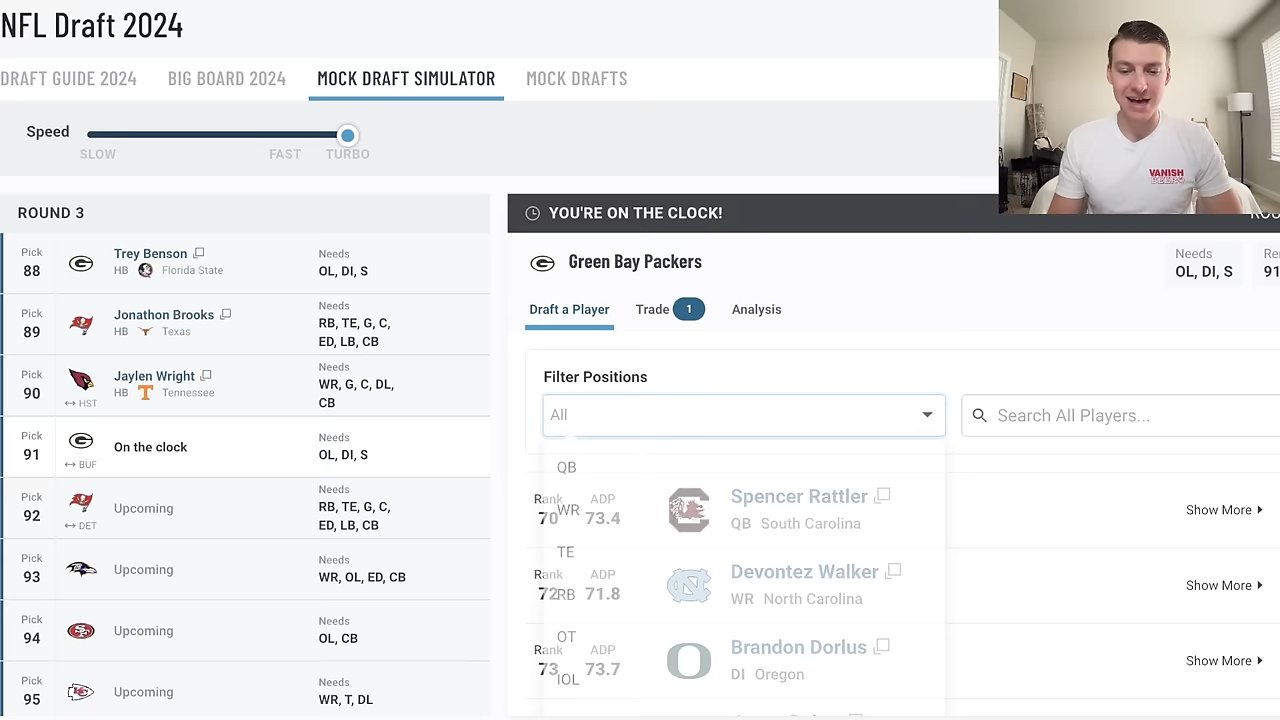 NFL Draft 2024
DRAFT GUIDE 2024
BIG BOARD 2024
MOCK DRAFT SIMULATOR
MOCK DRAFTS
Speed
SLOW
FAST
TURBO
VANISH
BEER
ROUND 3
Pick
88
Trey Benson
HB Florida State
Needs
OL, DI, S
Pick
89
Jonathon Brooks
HB Texas
Needs
RB, TE, G, C,
ED, LB, CB
Pick
90
HST
Jaylen Wright
HB Tennessee
Needs
WR, G, C, DL,
CB
Pick
91
BUF
On the clock
Needs
OL, DI, S
Pick
92
DET
Upcoming
Needs
RB, TE, G, C,
ED, LB, CB
Pick
93
Upcoming
Needs
WR, OL, ED, CB
Pick
94
Upcoming
Needs
OL, CB
Pick
95
Upcoming
Needs
WR, T, DL
YOU'RE ON THE CLOCK!
Green Bay Packers
Needs
OL, DI, S
91
Draft a Player
Trade 1
Analysis
Filter Positions
All
Search All Players...
QB
WR
TE
RB
OT
IOL
Rank
70
ADP
73.4
Spencer Rattler
QB South Carolina
Show More
Rank
72
ADP
71.8
Devontez Walker
WR North Carolina
Show More
Rank
73
ADP
73.7
Brandon Dorlus
DI Oregon
Show More